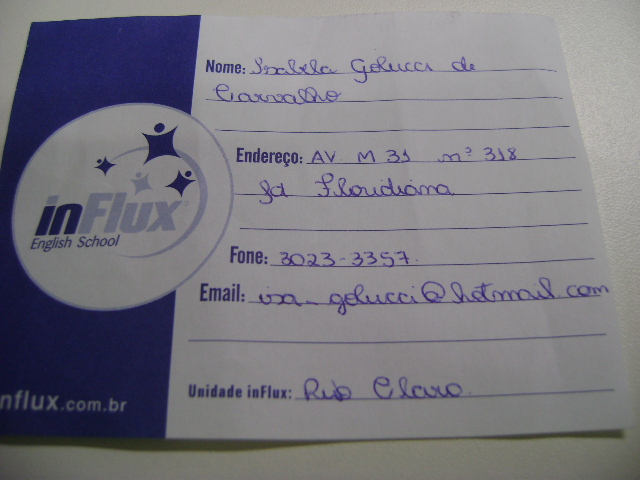 Nome: Isabela Golucci de
Carvalho
Endereço: AV M 31 nº 318
Jd Floridiana
Fone: 3023-3357.
Email: isa_golucci@hotmail.com
Unidade inFlux: Rio Claro.
inFlux
English School
nflux.com.br